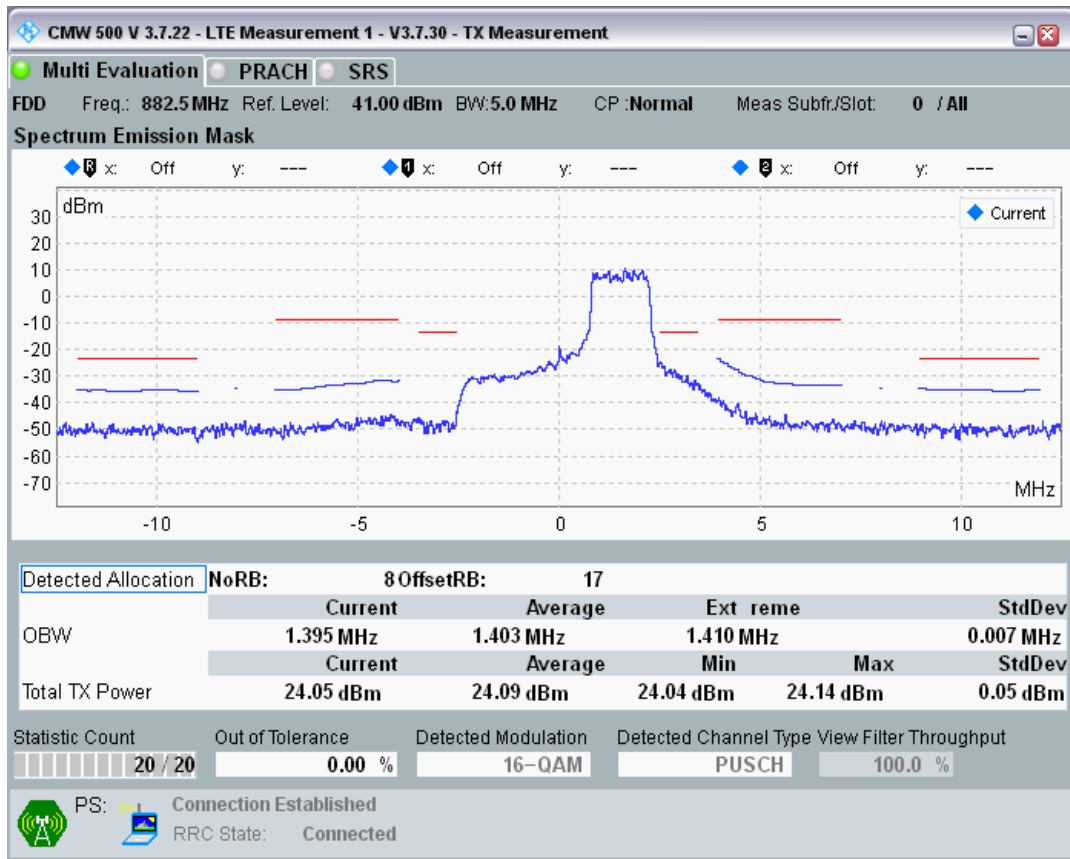 CMW 500 V 3.7.22 - LTE Measurement 1 - V3.7.30 - TX Measurement
Multi Evaluation PRACH SRS
FDD Freq.: 882.5 MHz Ref. Level: 41.00 dBm BW:5.0 MHz CP :Normal Meas Subfr./Slot: 0 / All
Spectrum Emission Mask
R x: Off y: --- 1 x: Off y: --- 2 x: Off y: ---
dBm
Current
30
20
10
0
-10
-20
-30
-40
-50
-60
-70
MHz
-10 -5 0 5 10
Detected Allocation NoRB: 8 OffsetRB: 17
Current Average Ext reme StdDev
OBW 1.395 MHz 1.403 MHz 1.410 MHz 0.007 MHz
Current Average Min Max StdDev
Total TX Power 24.05 dBm 24.09 dBm 24.04 dBm 24.14 dBm 0.05 dBm
Statistic Count Out of Tolerance Detected Modulation Detected Channel Type View Filter Throughput
20 / 20 0.00 % 16-QAM PUSCH 100.0 %
PS: Connection Established
RRC State: Connected